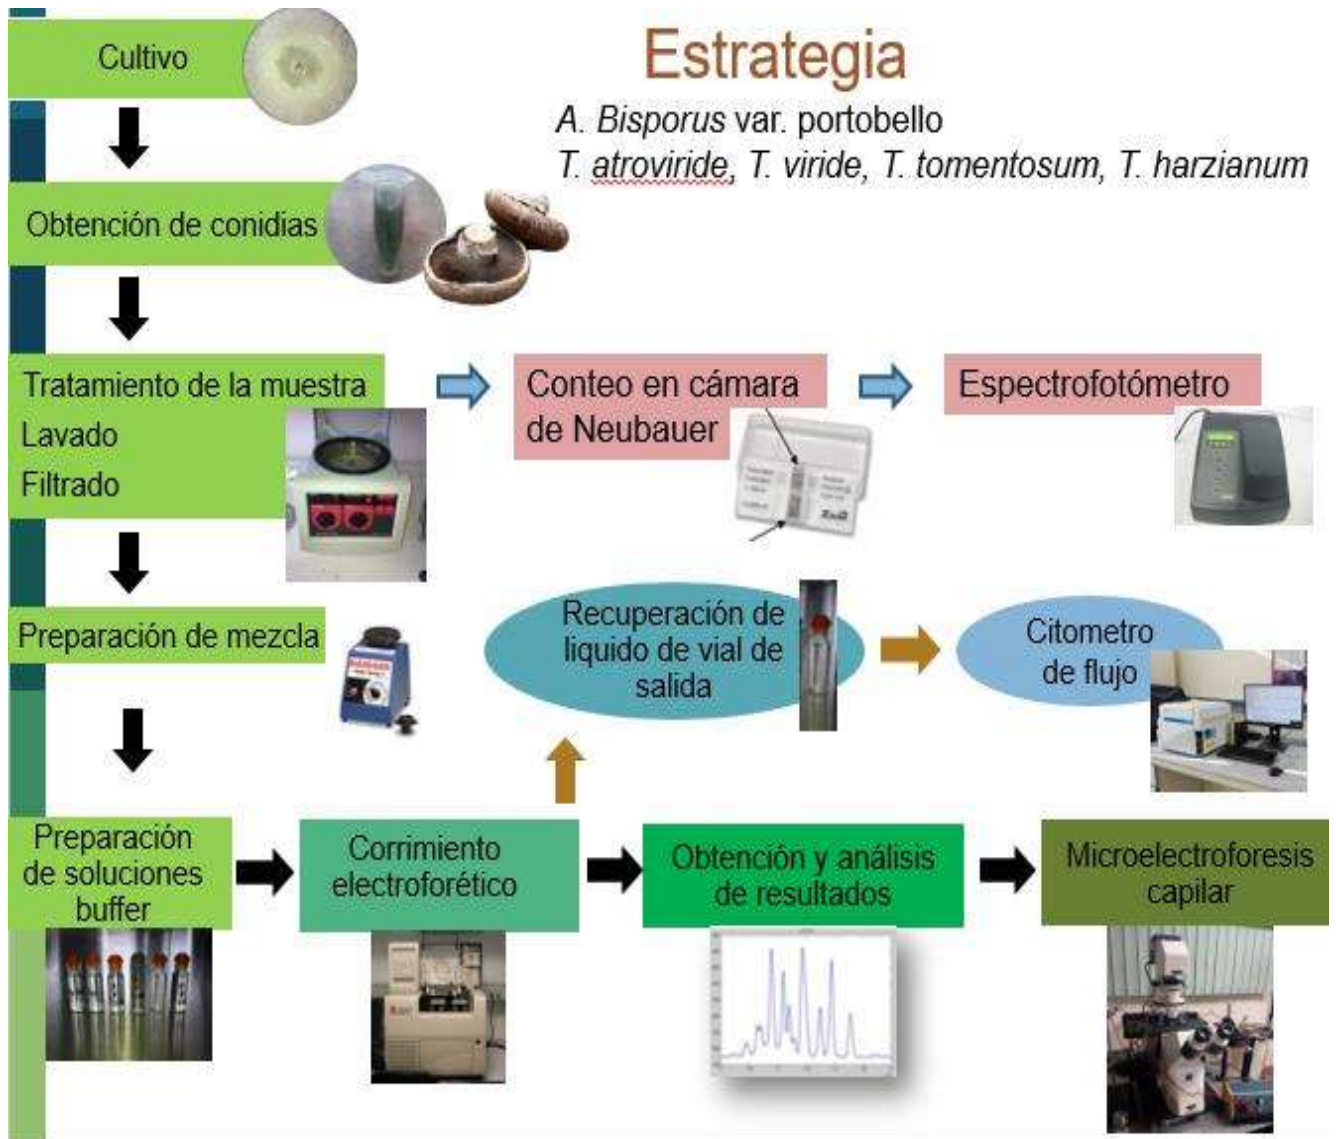 Cultivo
Estrategia
A. Bisporus var. portobello
T. atroviride, T. viride, T. tomentosum, T. harzianum
Obtención de conidias
Tratamiento de la muestra
Lavado
Filtrado
Conteo en cámara
de Neubauer
Espectrofotómetro
Preparación de mezcla
Recuperación de
liquido de vial de
salida
Citometro
de flujo
Preparación
de soluciones
buffer
Corrimiento
electroforético
Obtención y análisis
de resultados
Microelectroforesis
capilar